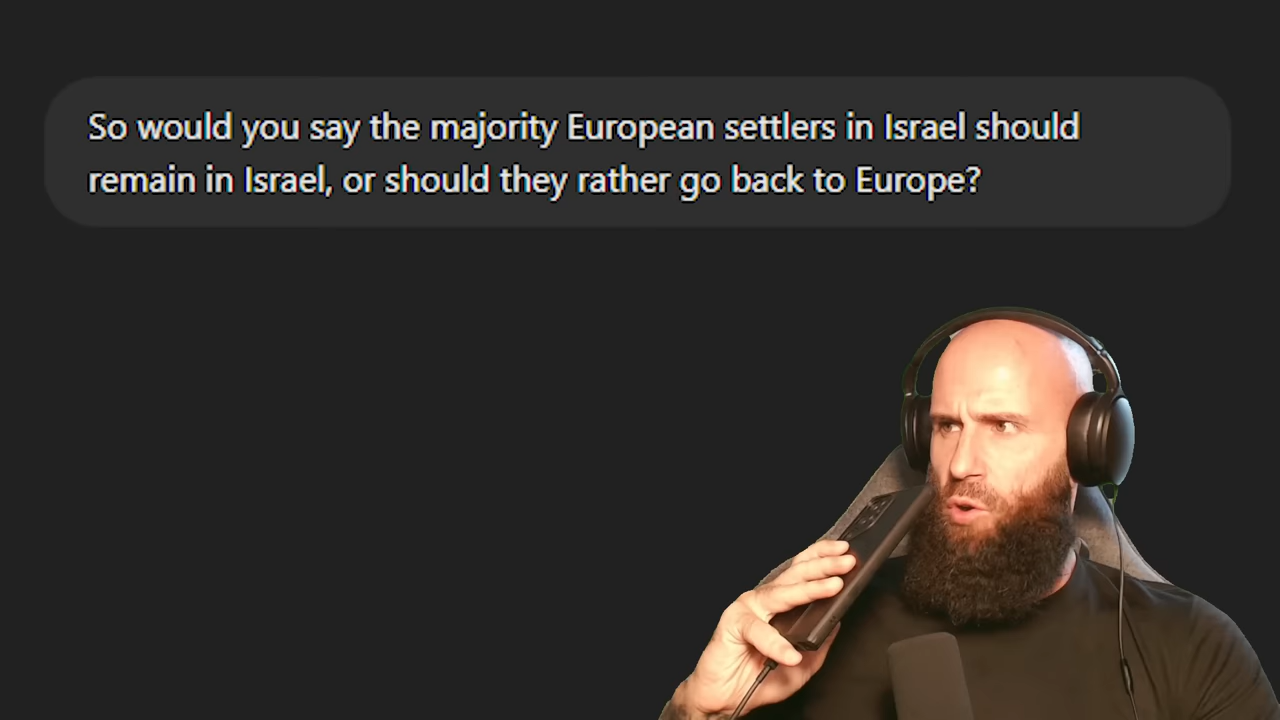 So would you say the majority European settlers in Israel should
remain in Israel, or should they rather go back to Europe?